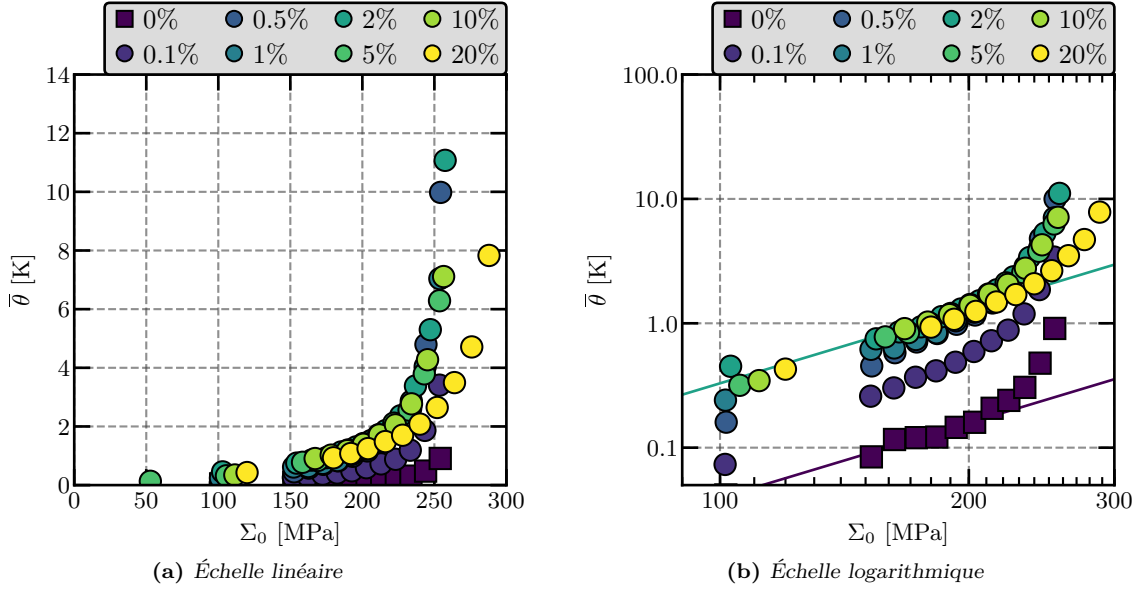 0% 0.5% 2% 10%
0.1% 1% 5% 20%
14
12
10
8
6
4
2
0
0 50 100 150 200 250 300
θ̅ [K]
Σ₀ [MPa]
(a) Échelle linéaire
0% 0.5% 2% 10%
0.1% 1% 5% 20%
100.0
10.0
1.0
0.1
100 200 300
θ̅ [K]
Σ₀ [MPa]
(b) Échelle logarithmique